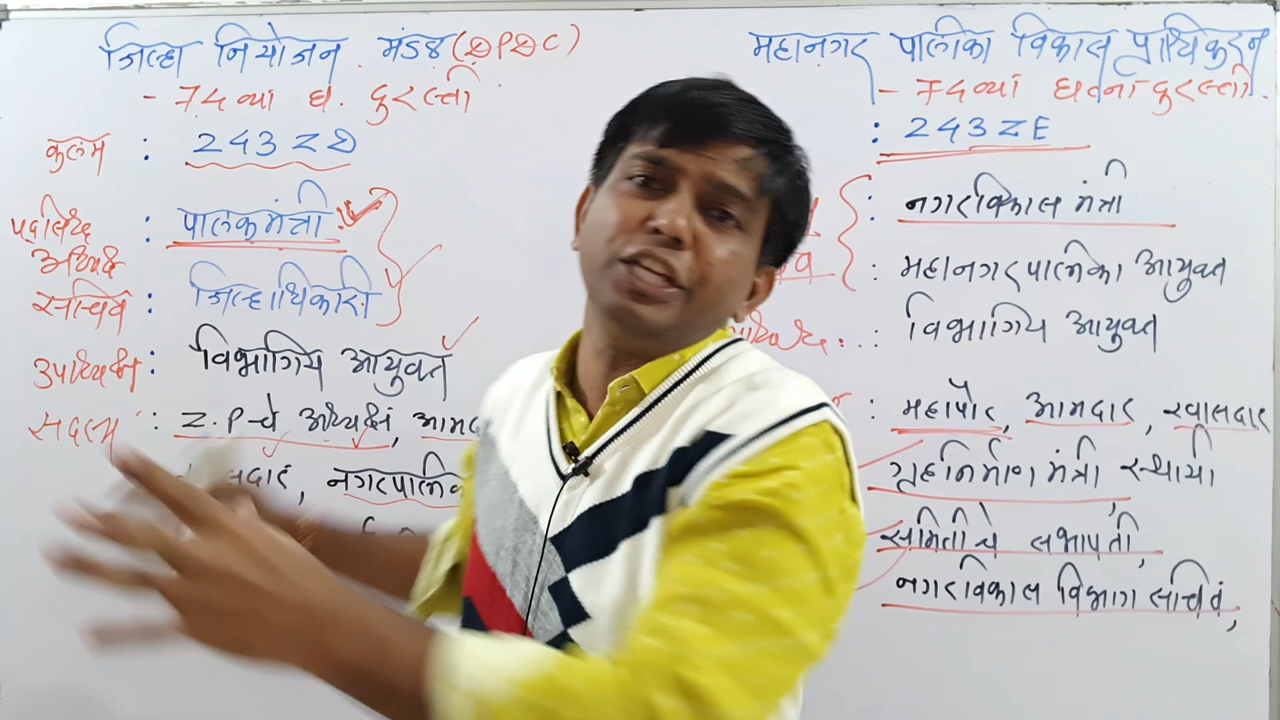 जिल्हा नियोजन मंडळ (DPDC)
- 74 व्या घ. दुरुस्ती
कलम : 243 ZD
पदसिद्ध अध्यक्ष : पालकमंत्री
सचिव : जिल्हाधिकारी
उपाध्यक्ष : विभागिय आयुक्त
सदस्य : Z.P चे अध्यक्ष, आमद
नगरपालिक
महानगर पालिका विकास प्राधिकरन
- 74 व्या घटना दुरुस्ती.
: 243 ZE
: नगरविकास मंत्री
: महानगरपालिका आयुक्त
: विभागिय आयुक्त
: महापौर, आमदार, खासदार
गृहनिर्माण मंत्री, स्थायी
समितीचे सभापती,
नगरविकास विभाग सचिव,